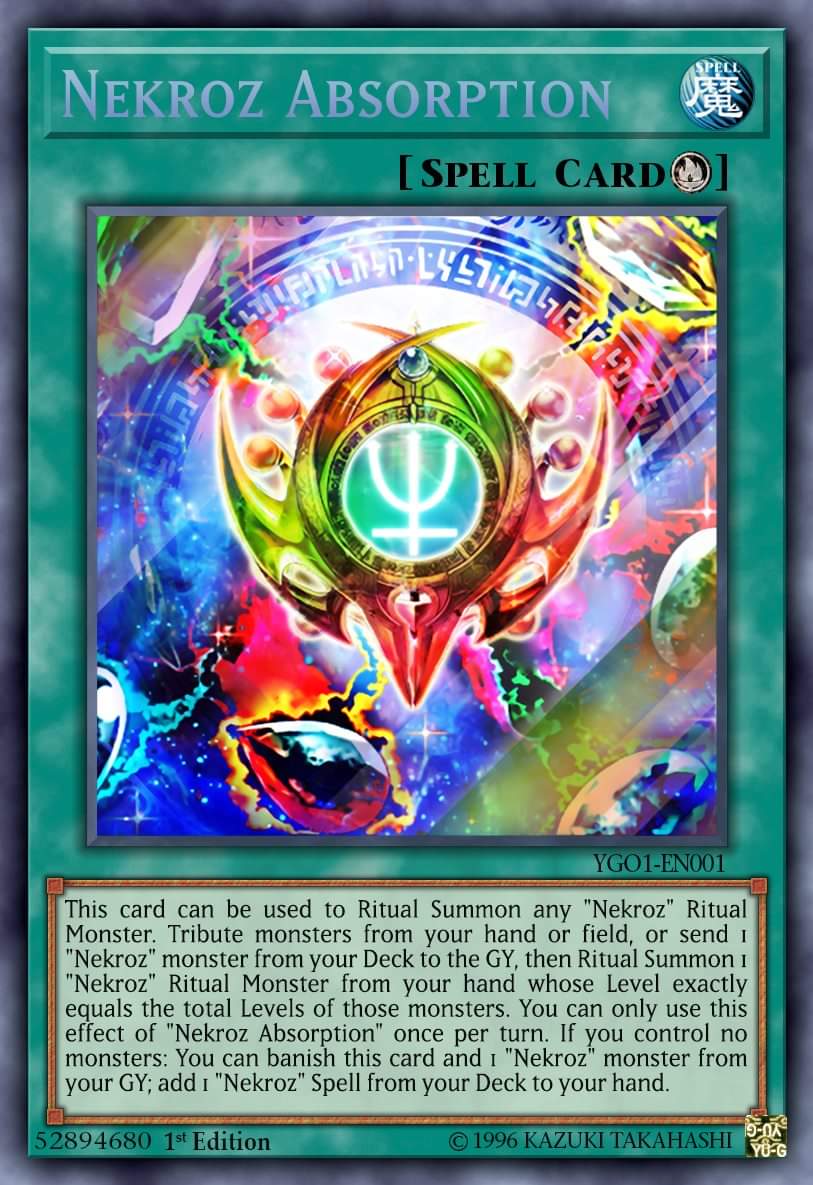 Nekroz Absorption
SPELL
魔
[Spell Card]
YGO1-EN001
This card can be used to Ritual Summon any "Nekroz" Ritual
Monster. Tribute monsters from your hand or field, or send 1
"Nekroz" monster from your Deck to the GY, then Ritual Summon 1
"Nekroz" Ritual Monster from your hand whose Level exactly
equals the total Levels of those monsters. You can only use this
effect of "Nekroz Absorption" once per turn. If you control no
monsters: You can banish this card and 1 "Nekroz" monster from
your GY; add 1 "Nekroz" Spell from your Deck to your hand.
52894680 1st Edition
©1996 KAZUKI TAKAHASHI